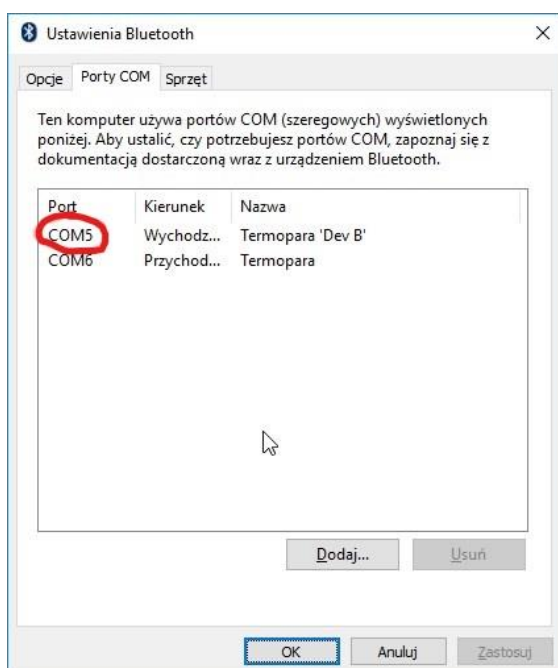 Ustawienia Bluetooth
Opcje Porty COM Sprzęt
Ten komputer używa portów COM (szeregowych) wyświetlonych
poniżej. Aby ustalić, czy potrzebujesz portów COM, zapoznaj się z
dokumentacją dostarczoną wraz z urządzeniem Bluetooth.
Port Kierunek Nazwa
COM5 Wychodz... Termopara 'Dev B'
COM6 Przychod... Termopara
Dodaj... Usuń
OK Anuluj Zastosuj